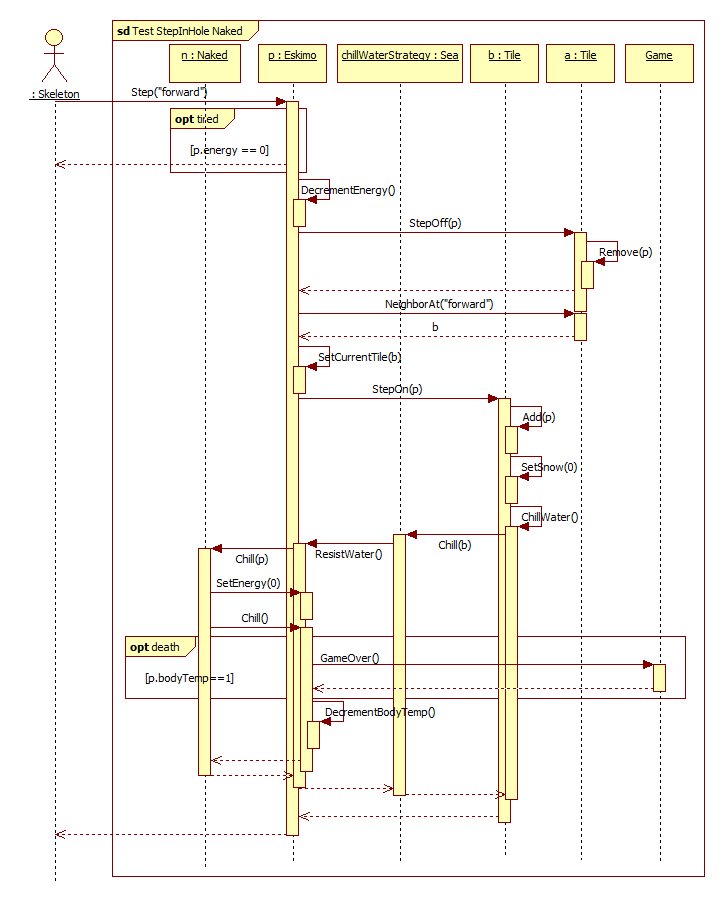 sd Test StepInHole Naked
n : Naked
p : Eskimo
chillWaterStrategy : Sea
b : Tile
a : Tile
Game
: Skeleton
Step("forward")
opt tired
[p.energy == 0]
DecrementEnergy()
StepOff(p)
Remove(p)
NeighborAt("forward")
b
SetCurrentTile(b)
StepOn(p)
Add(p)
SetSnow(0)
ChillWater()
Chill(b)
ResistWater()
Chill(p)
SetEnergy(0)
Chill()
opt death
GameOver()
[p.bodyTemp==1]
DecrementBodyTemp()